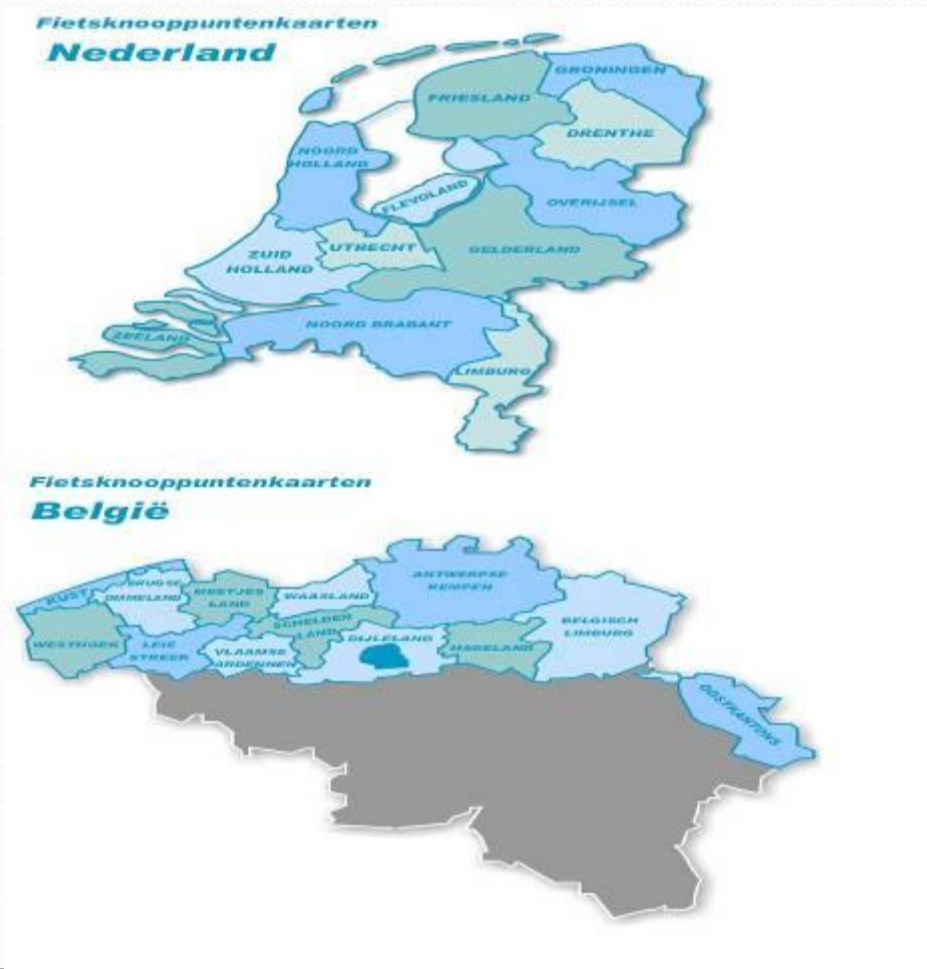 Fietsknooppuntenkaarten
Nederland
GRONINGEN
FRIESLAND
DRENTHE
NOORD
HOLLAND
FLEVOLAND
OVERIJSEL
UTRECHT
GELDERLAND
ZUID
HOLLAND
NOORD BRABANT
ZEELAND
LIMBURG
Fietsknooppuntenkaarten
België
KUST
BRUGSE
OMMELAND
MEETJES
LAND
WAASLAND
ANTWERPSE
KEMPEN
SCHELDE
LAND
BELGISCH
LIMBURG
WESTHOEK
LEIE
STREEK
VLAAMSE
ARDENNEN
DIJLELAND
HAGELAND
OOSTKANTONS